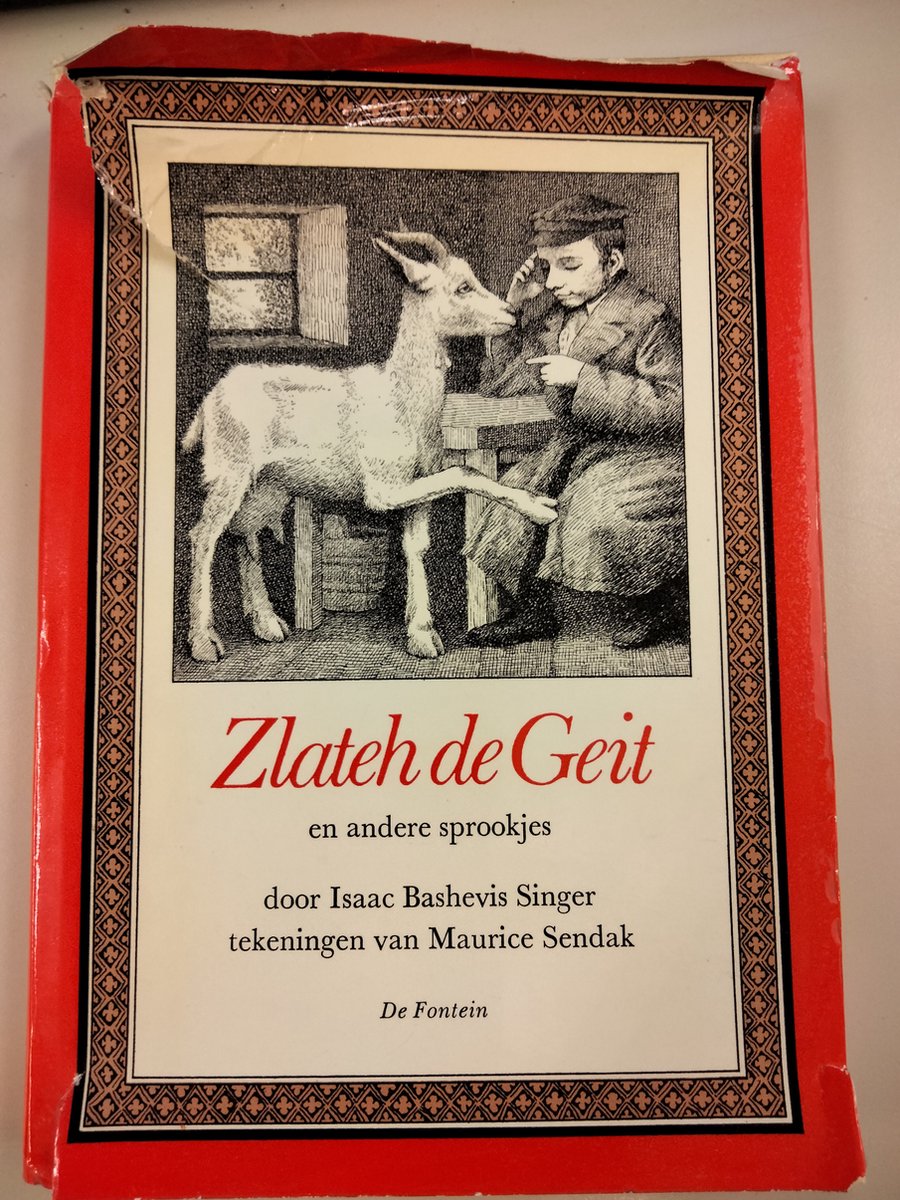 Zlateh de Geit
en andere sprookjes
door Isaac Bashevis Singer
tekeningen van Maurice Sendak
De Fontein